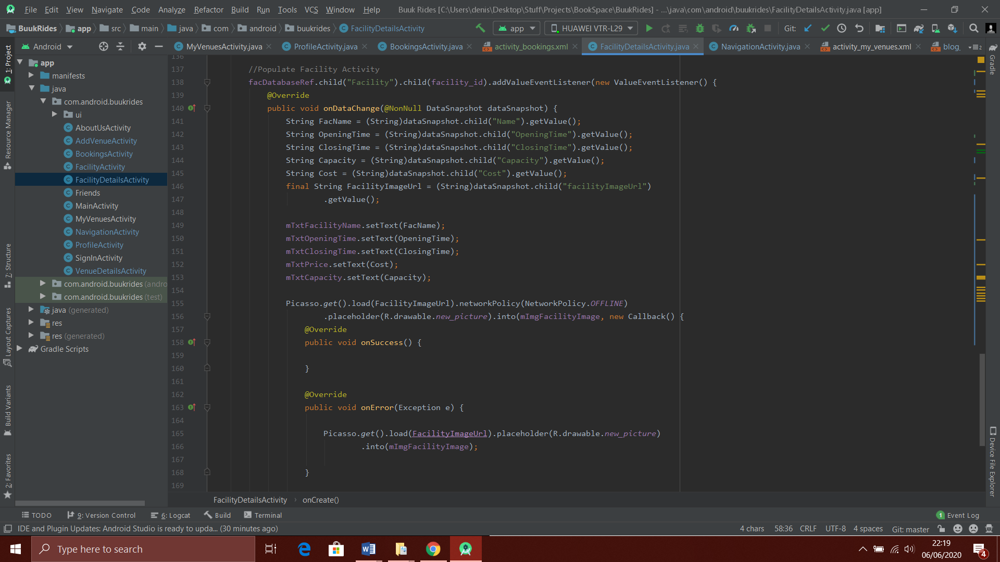 File Edit View Navigate Code Analyze Refactor Build Run Tools VCS Window Help Buuk Rides [C:\Users\denis\Desktop\Stuff\Projects\BookSpace\BuukRides] - ...\java\com\android\buukrides\FacilityDetailsActivity.java [app]
BuukRides app src main java com android buukrides FacilityDetailsActivity app HUAWEI VTR-L29 Git:
Android MyVenuesActivity.java ProfileActivity.java BookingsActivity.java activity_bookings.xml FacilityDetailsActivity.java NavigationActivity.java activity_my_venues.xml blog_ 2
1: Project
Resource Manager
7: Structure
Layout Captures
Build Variants
2: Favorites
app
manifests
java
com.android.buukrides
ui
AboutUsActivity
AddVenueActivity
BookingsActivity
FacilityActivity
FacilityDetailsActivity
Friends
MainActivity
MyVenuesActivity
NavigationActivity
ProfileActivity
SignInActivity
VenueDetailsActivity
com.android.buukrides (andro
com.android.buukrides (test)
java (generated)
res
res (generated)
Gradle Scripts
136
137 //Populate Facility Activity
138 facDatabaseRef.child("Facility").child(facility_id).addValueEventListener(new ValueEventListener() {
139 @Override
140 public void onDataChange(@NonNull DataSnapshot dataSnapshot) {
141 String FacName = (String)dataSnapshot.child("Name").getValue();
142 String OpeningTime = (String)dataSnapshot.child("OpeningTime").getValue();
143 String ClosingTime = (String)dataSnapshot.child("ClosingTime").getValue();
144 String Capacity = (String)dataSnapshot.child("Capacity").getValue();
145 String Cost = (String)dataSnapshot.child("Cost").getValue();
146 final String FacilityImageUrl = (String)dataSnapshot.child("facilityImageUrl")
147 .getValue();
148
149 mTxtFacilityName.setText(FacName);
150 mTxtOpeningTime.setText(OpeningTime);
151 mTxtClosingTime.setText(ClosingTime);
152 mTxtPrice.setText(Cost);
153 mTxtCapacity.setText(Capacity);
154
155 Picasso.get().load(FacilityImageUrl).networkPolicy(NetworkPolicy.OFFLINE)
156 .placeholder(R.drawable.new_picture).into(mImgFacilityImage, new Callback() {
157 @Override
158 public void onSuccess() {
159
160 }
161
162 @Override
163 public void onError(Exception e) {
164
165 Picasso.get().load(FacilityImageUrl).placeholder(R.drawable.new_picture)
166 .into(mImgFacilityImage);
167
168 }
169
Gradle
Device File Explorer
FacilityDetailsActivity onCreate()
TODO 9: Version Control 6: Logcat Build Terminal 1 Event Log
IDE and Plugin Updates: Android Studio is ready to upda... (30 minutes ago) 4 chars 58:36 CRLF UTF-8 4 spaces Git: master
Type here to search 22:19
06/06/2020 4